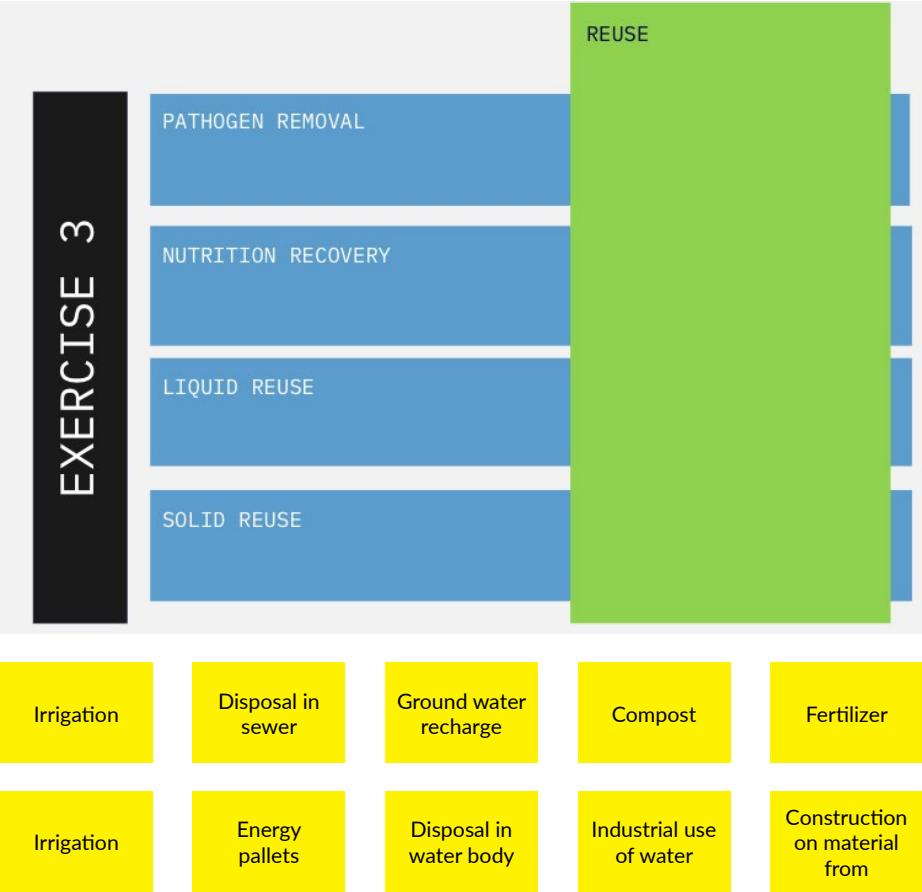 REUSE
EXERCISE 3
PATHOGEN REMOVAL
NUTRITION RECOVERY
LIQUID REUSE
SOLID REUSE
Irrigation
Disposal in
sewer
Ground water
recharge
Compost
Fertilizer
Irrigation
Energy
pallets
Disposal in
water body
Industrial use
of water
Construction
on material
from